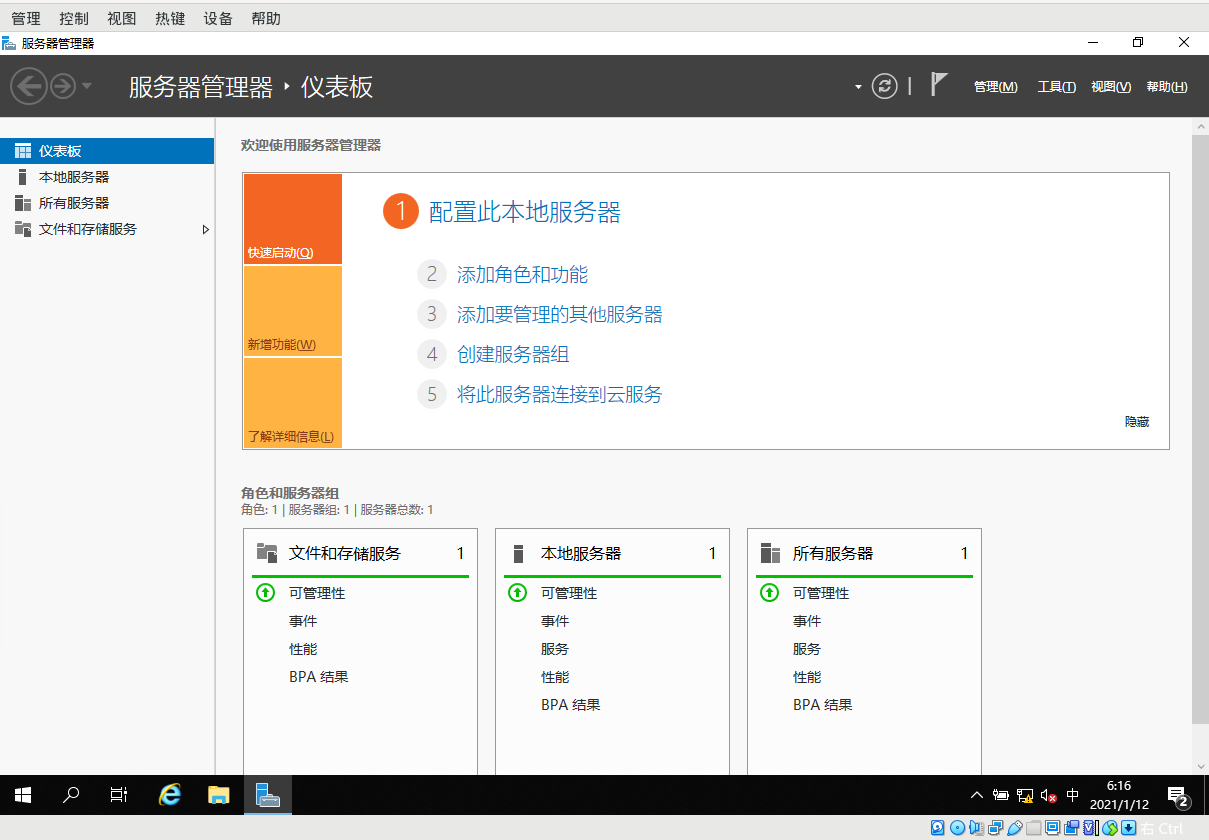 管理 控制 视图 热键 设备 帮助
服务器管理器
服务器管理器 ‣ 仪表板
管理(M) 工具(T) 视图(V) 帮助(H)
仪表板
本地服务器
所有服务器
文件和存储服务
欢迎使用服务器管理器
快速启动(Q)
新增功能(W)
了解详细信息(L)
1 配置此本地服务器
2 添加角色和功能
3 添加要管理的其他服务器
4 创建服务器组
5 将此服务器连接到云服务
隐藏
角色和服务器组
角色: 1 | 服务器组: 1 | 服务器总数: 1
文件和存储服务 1
可管理性
事件
性能
BPA 结果
本地服务器 1
可管理性
事件
服务
性能
BPA 结果
所有服务器 1
可管理性
事件
服务
性能
BPA 结果
中
6:16
2021/1/12
2
右 Ctrl